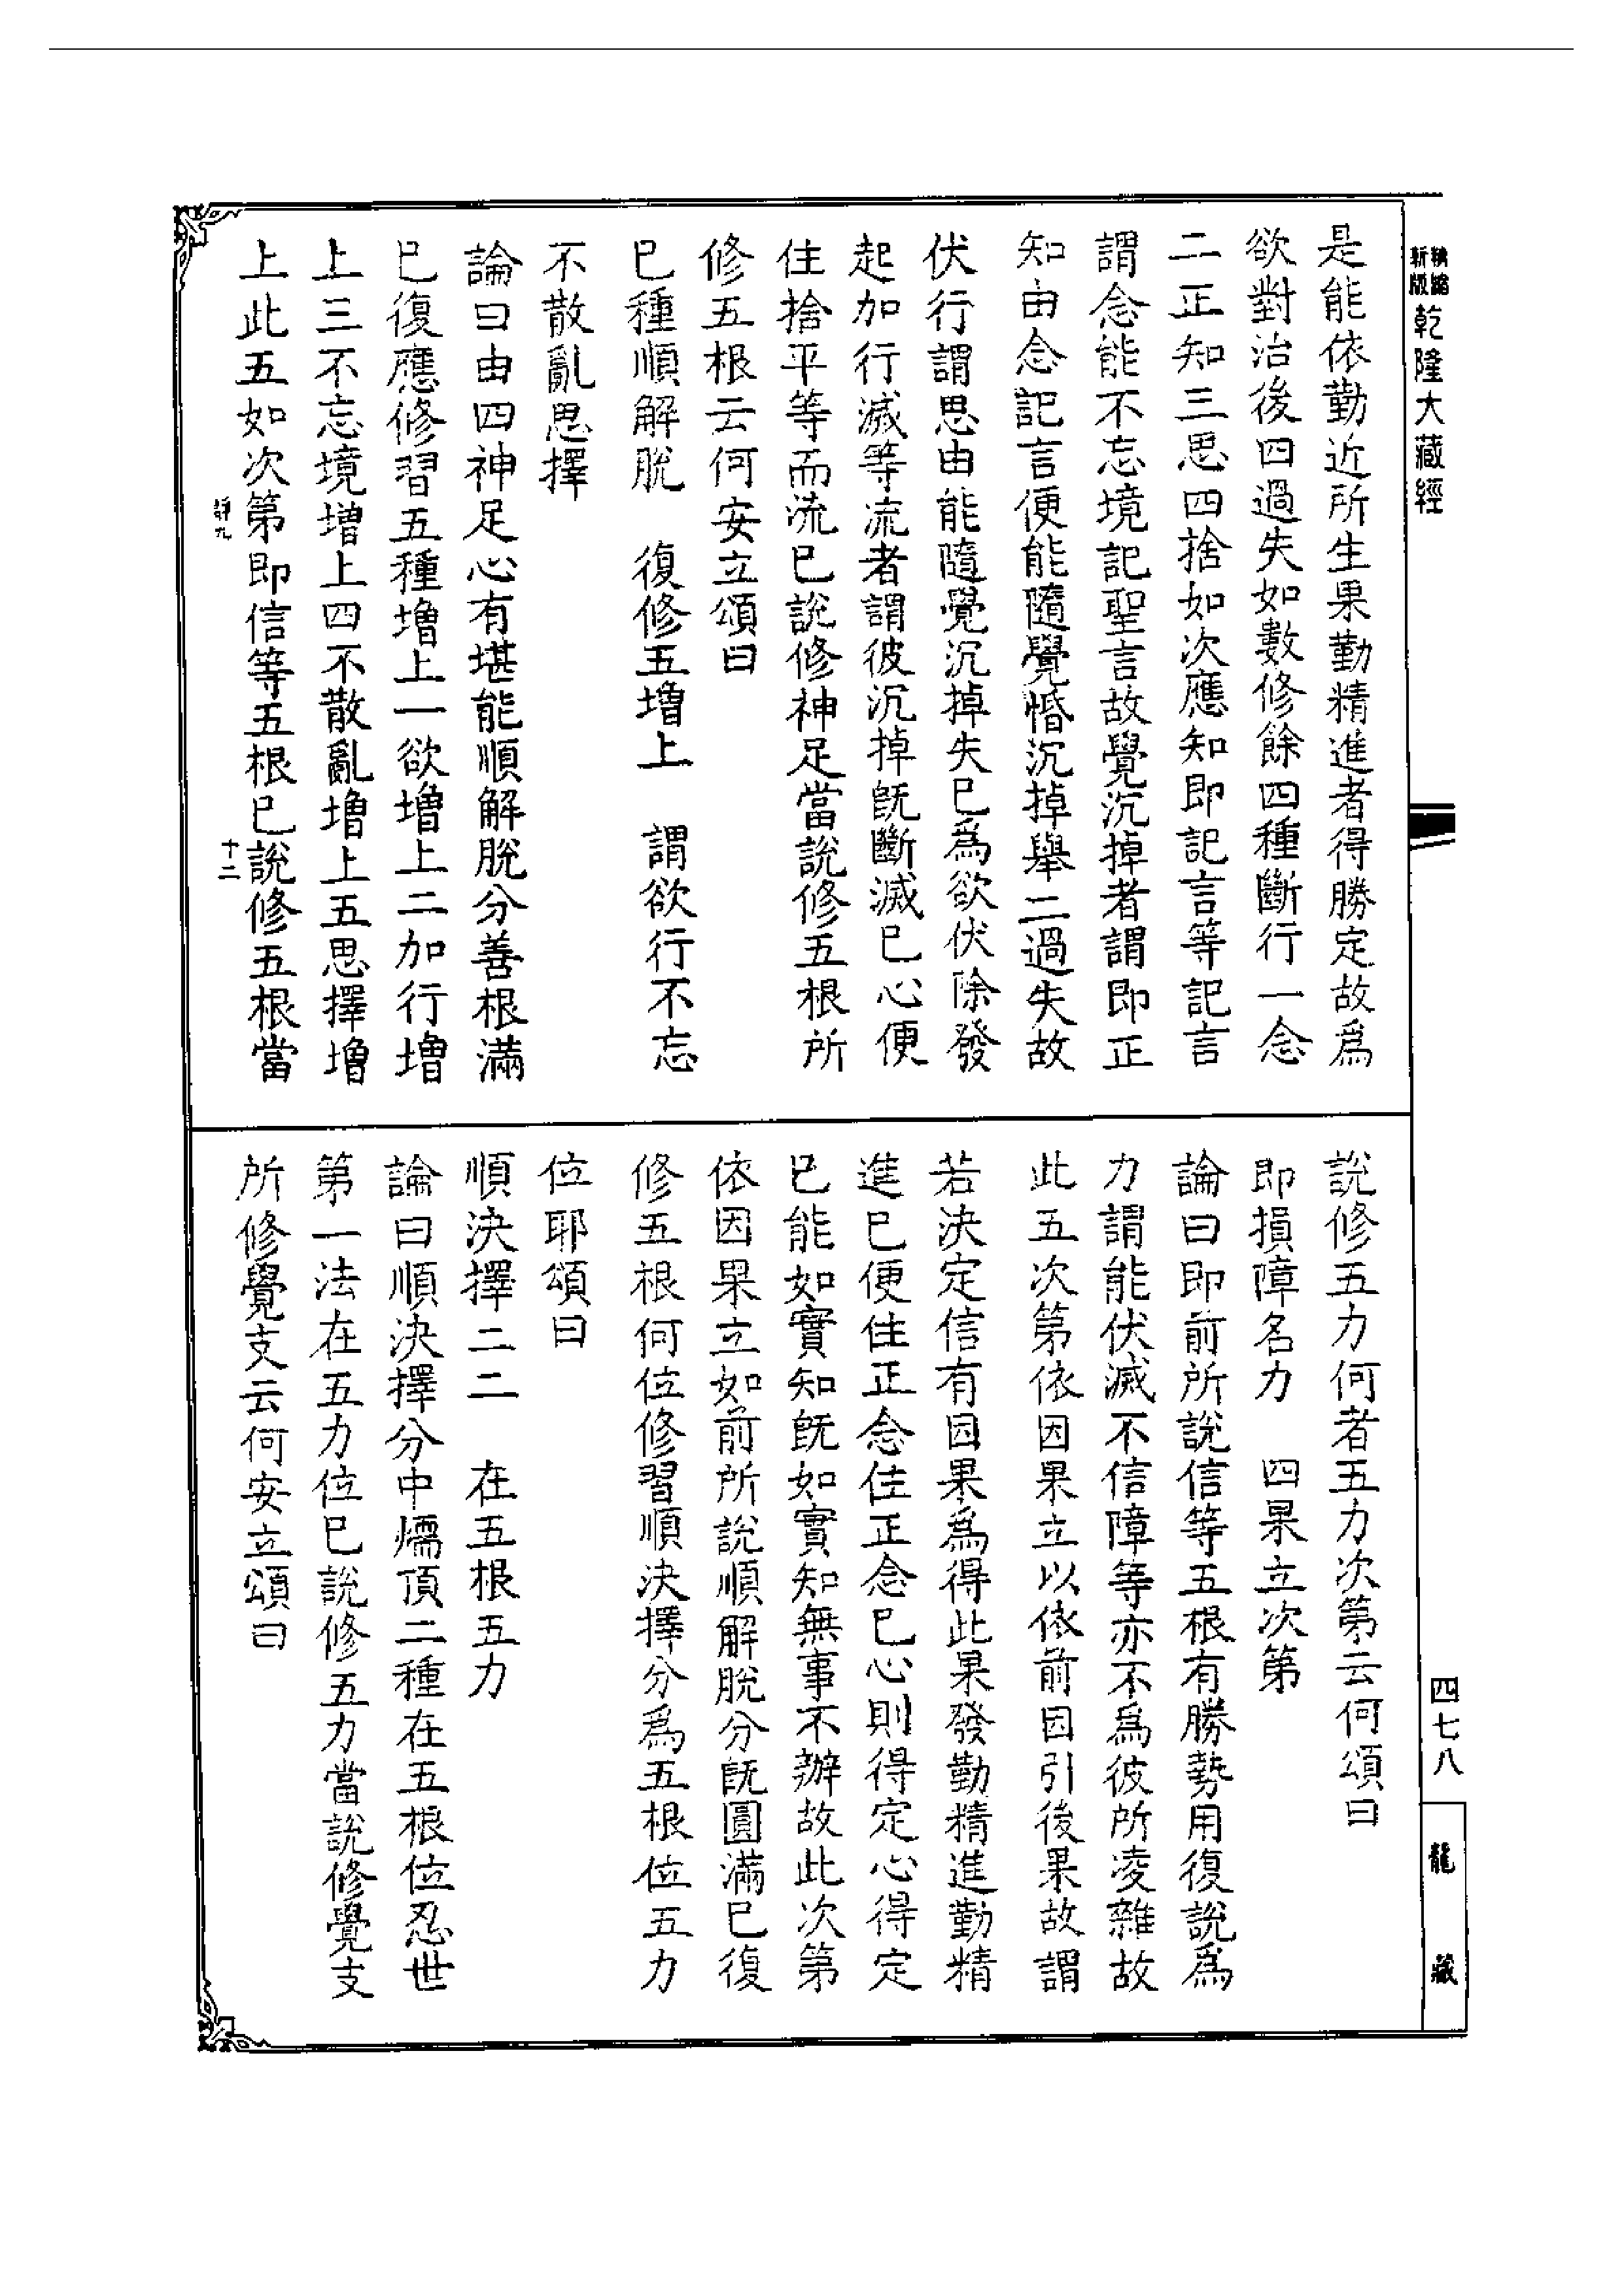 精縮
新版
乾隆大藏經
四七八
龍藏
是能依勤近所生果勤精進者得勝定故爲
欲對治後四過失如數修餘四種斷行一念
二正知三思四捨如次應知即記言等記言
謂念能不忘境記聖言故覺沉掉者謂即正
知由念記言便能隨覺惛沉掉舉二過失故
伏行謂思由能隨覺沉掉失已爲欲伏除發
起加行滅等流者謂彼沉掉旣斷滅已心便
住捨平等而流已說修神足當說修五根所
修五根云何安立頌曰
已種順解脫　復修五增上　謂欲行不忘
不散亂思擇
論曰由四神足心有堪能順解脫分善根滿
已復應修習五種增上一欲增上二加行增
上三不忘境增上四不散亂增上五思擇增
上此五如次第即信等五根已說修五根當
十二
說修五力何者五力次第云何頌曰
即損障名力　四果立次第
論曰即前所說信等五根有勝勢用復說爲
力謂能伏滅不信障等亦不爲彼所凌雜故
此五次第依因果立以依前因引後果故謂
若決定信有因果爲得此果發勤精進勤精
進已便住正念住正念已心則得定心得定
已能如實知旣如實知無事不辦故此次第
依因果立如前所說順解脫分旣圓滿已復
修五根何位修習順決擇分爲五根位五力
位耶頌曰
順決擇二二　在五根五力
論曰順決擇分中煗頂二種在五根位忍世
第一法在五力位已說修五力當說修覺支
所修覺支云何安立頌曰